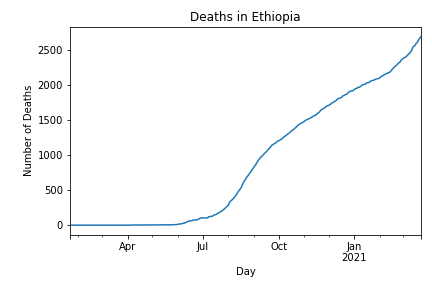 Deaths in Ethiopia
2500
2000
1500
1000
500
0
Number of Deaths
Apr
Jul
Oct
Jan
2021
Day